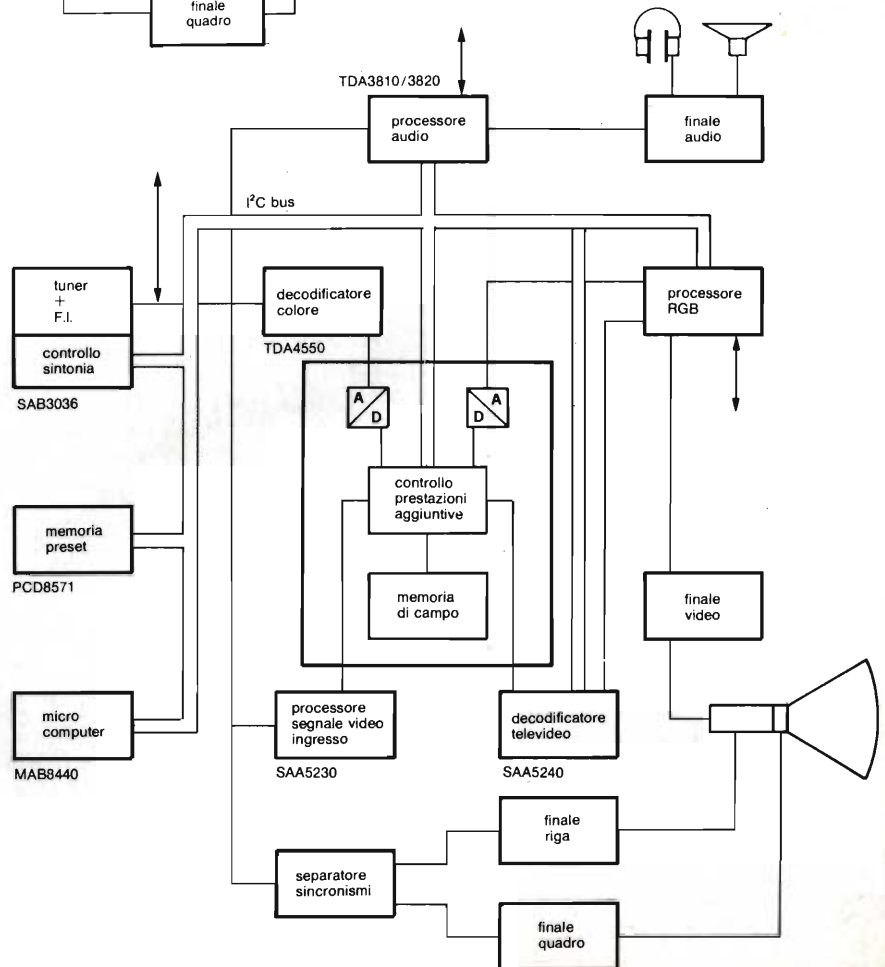 finale
quadro
TDA3810/3820
processore
audio
finale
audio
I²C bus
tuner
+
F.I.
controllo
sintonia
SAB3036
decodificatore
colore
TDA4550
processore
RGB
A
D
A
D
controllo
prestazioni
aggiuntive
memoria
preset
PCD8571
memoria
di campo
finale
video
micro
computer
MAB8440
processore
segnale video
ingresso
SAA5230
decodificatore
televideo
SAA5240
finale
riga
separatore
sincronismi
finale
quadro